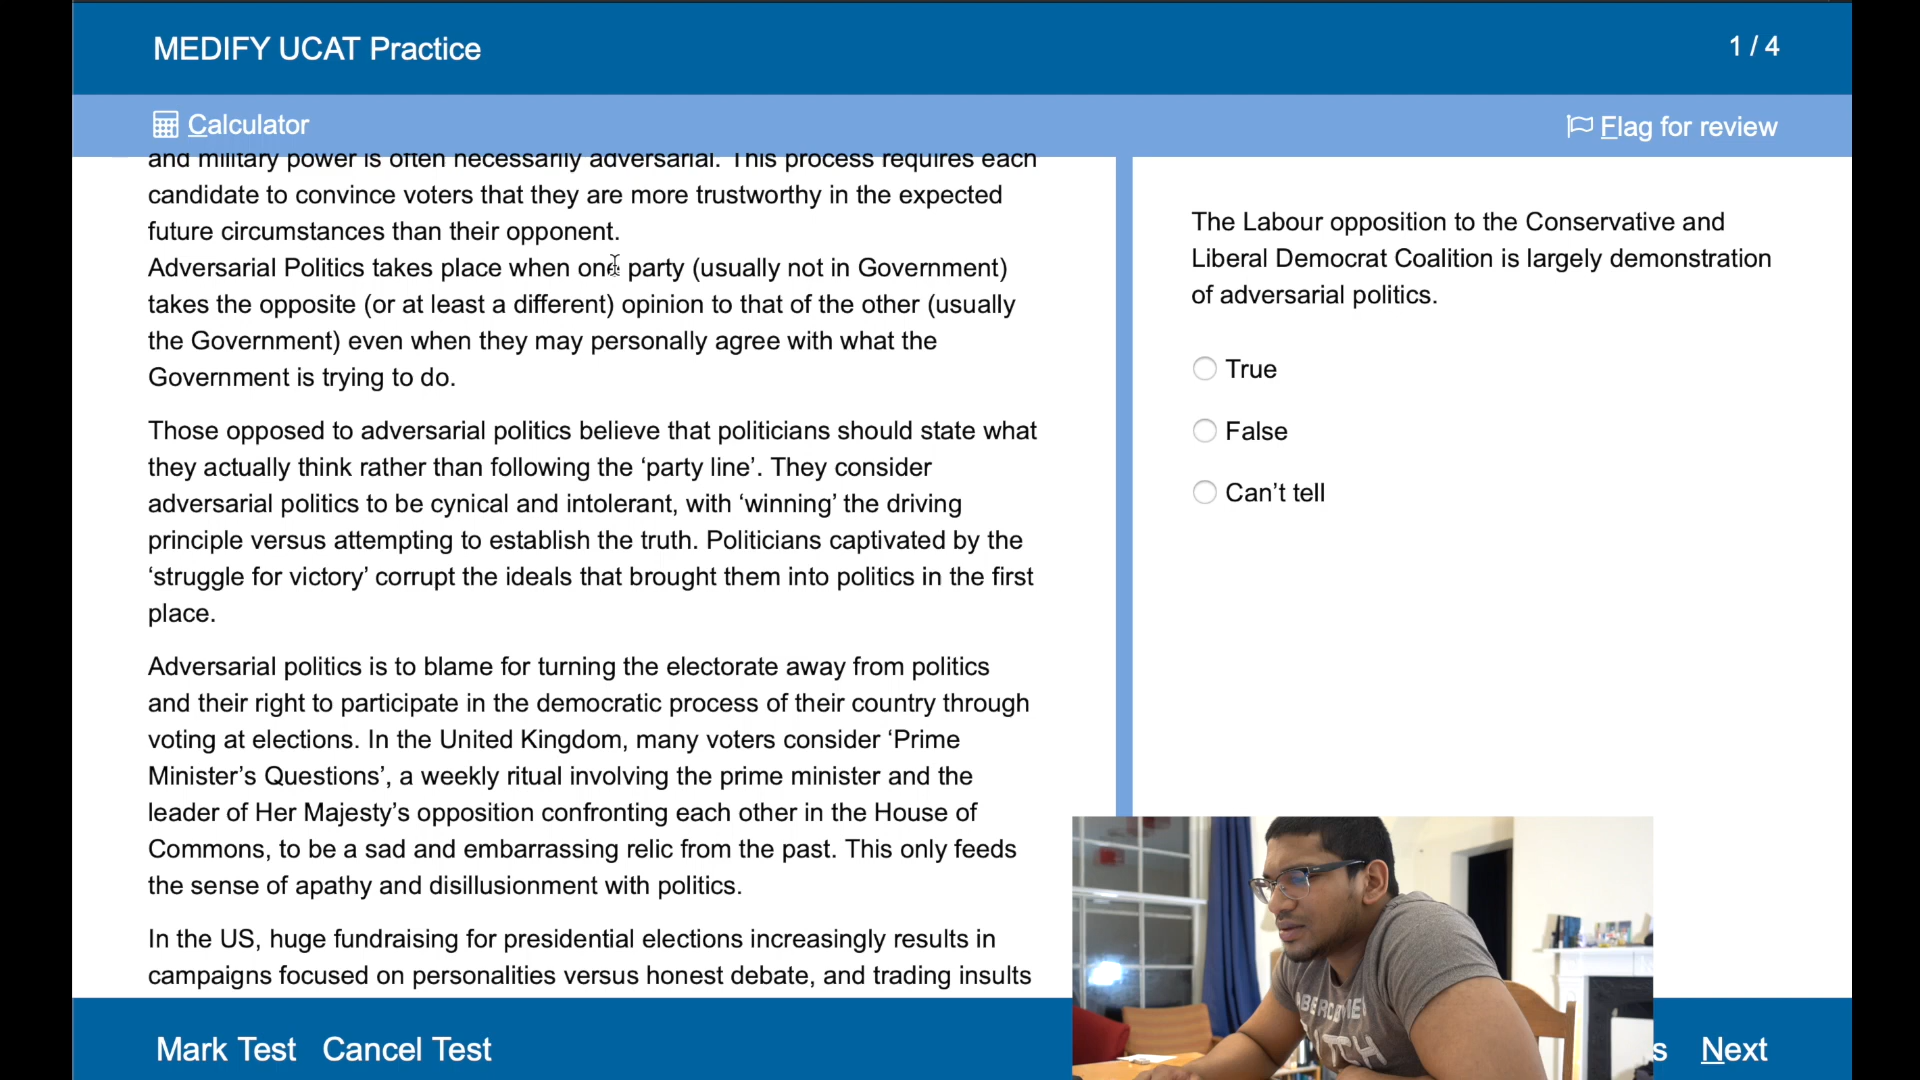 MEDIFY UCAT Practice
1 / 4
Calculator
Flag for review
and military power is often necessarily adversarial. This process requires each
candidate to convince voters that they are more trustworthy in the expected
future circumstances than their opponent.
Adversarial Politics takes place when one party (usually not in Government)
takes the opposite (or at least a different) opinion to that of the other (usually
the Government) even when they may personally agree with what the
Government is trying to do.
Those opposed to adversarial politics believe that politicians should state what
they actually think rather than following the ‘party line’. They consider
adversarial politics to be cynical and intolerant, with ‘winning’ the driving
principle versus attempting to establish the truth. Politicians captivated by the
‘struggle for victory’ corrupt the ideals that brought them into politics in the first
place.
Adversarial politics is to blame for turning the electorate away from politics
and their right to participate in the democratic process of their country through
voting at elections. In the United Kingdom, many voters consider ‘Prime
Minister’s Questions’, a weekly ritual involving the prime minister and the
leader of Her Majesty’s opposition confronting each other in the House of
Commons, to be a sad and embarrassing relic from the past. This only feeds
the sense of apathy and disillusionment with politics.
In the US, huge fundraising for presidential elections increasingly results in
campaigns focused on personalities versus honest debate, and trading insults
The Labour opposition to the Conservative and
Liberal Democrat Coalition is largely demonstration
of adversarial politics.
True
False
Can’t tell
Mark Test
Cancel Test
s
Next